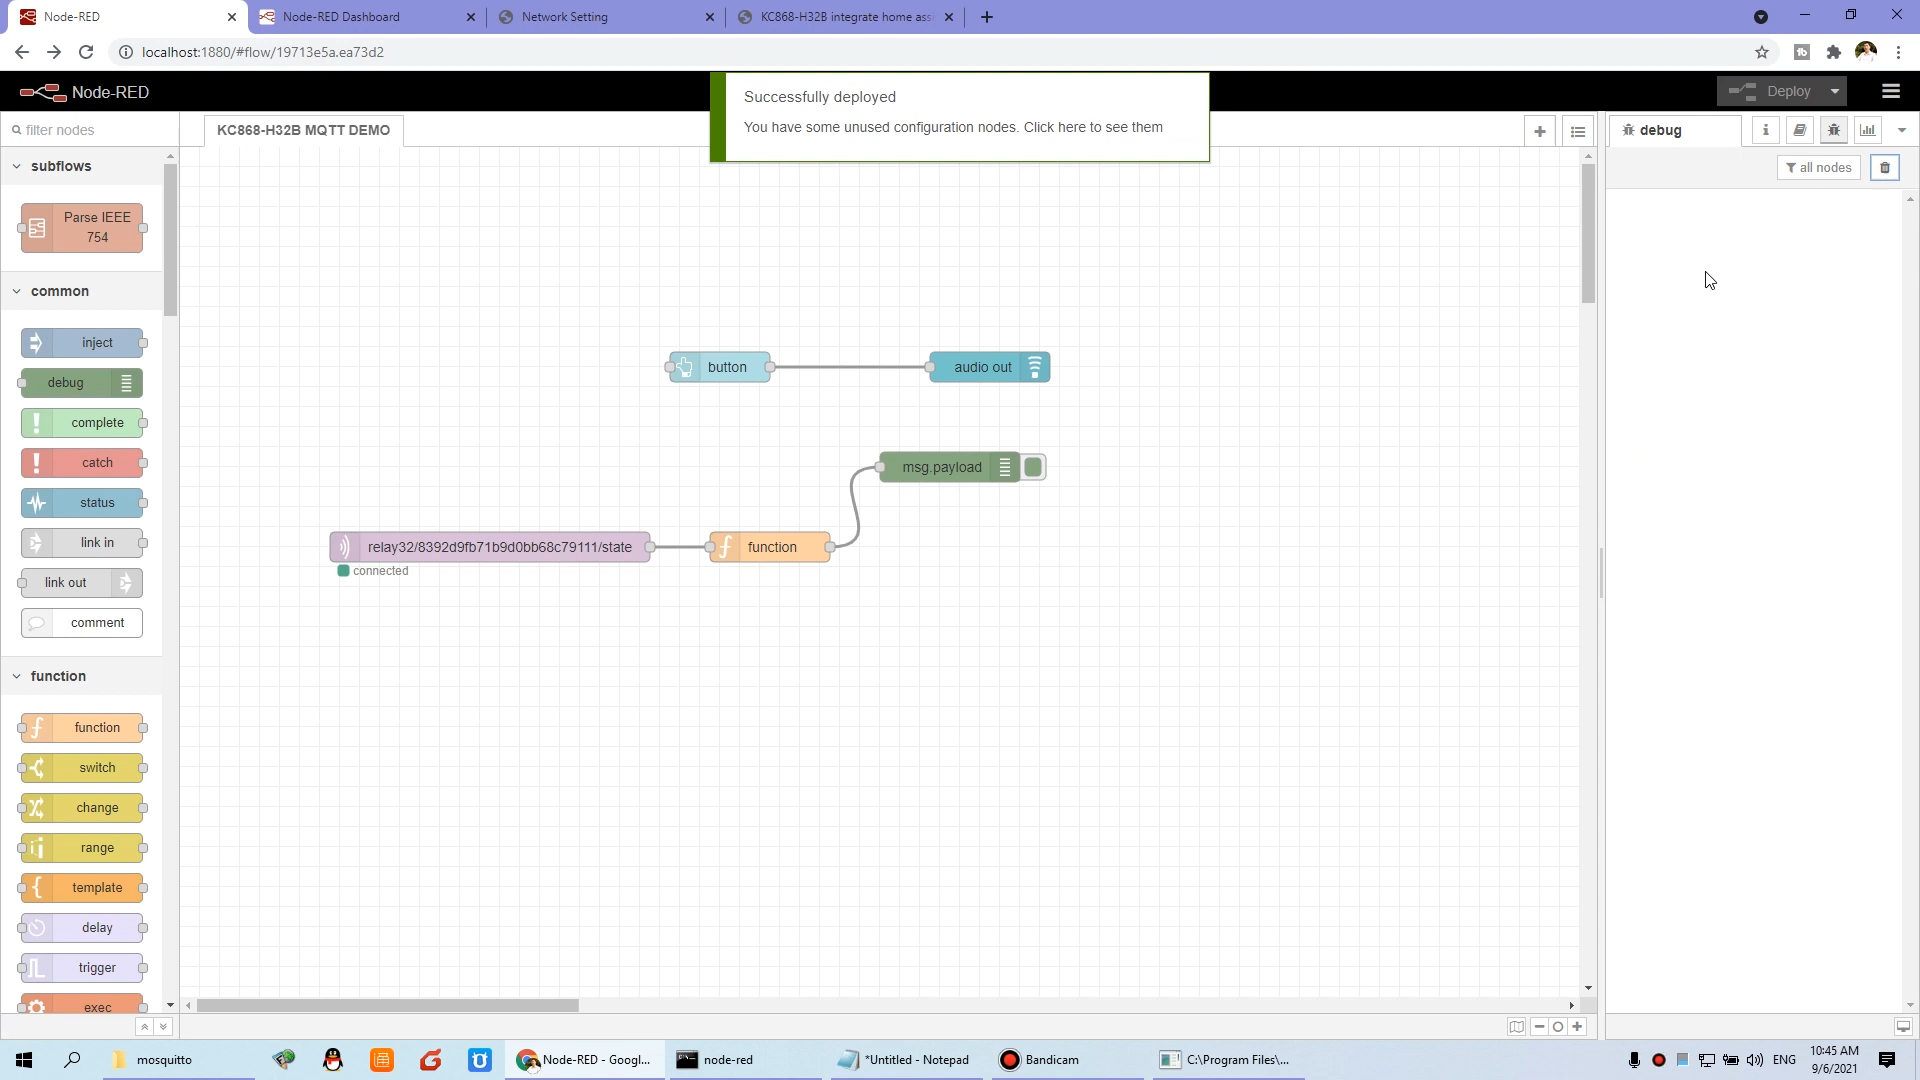 Node-RED
Node-RED Dashboard
Network Setting
KC868-H32B integrate home assi
localhost:1880/#flow/19713e5a.ea73d2
Node-RED
Successfully deployed
You have some unused configuration nodes. Click here to see them
Deploy
filter nodes
KC868-H32B MQTT DEMO
debug
all nodes
subflows
Parse IEEE
754
common
inject
debug
complete
catch
status
link in
link out
comment
function
function
switch
change
range
template
delay
trigger
exec
button
audio out
msg.payload
relay32/8392d9fb71b9d0bb68c79111/state
function
connected
mosquitto
Node-RED - Googl...
node-red
*Untitled - Notepad
Bandicam
C:\Program Files\...
ENG
10:45 AM
9/6/2021